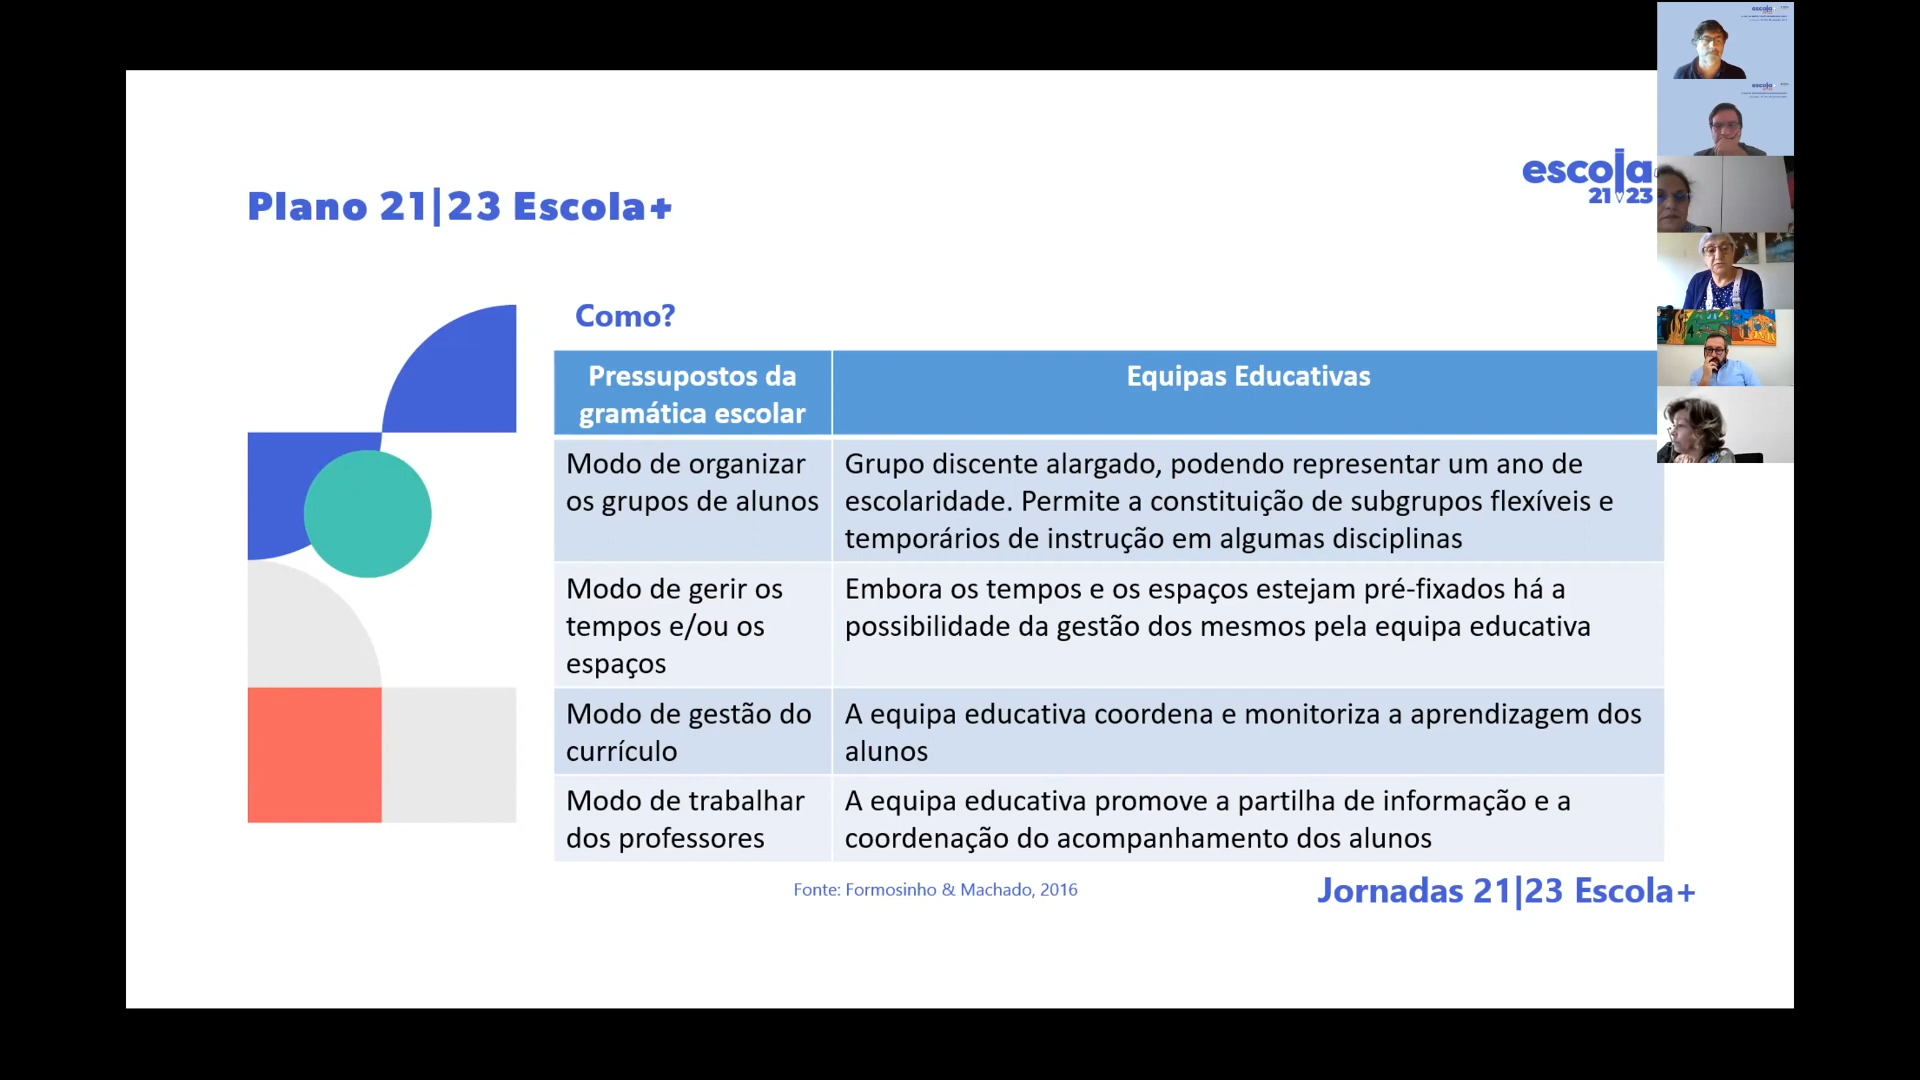 Plano 21|23 Escola+
escola
21 23
Como?
Pressupostos da
gramática escolar
Equipas Educativas
Modo de organizar
os grupos de alunos
Grupo discente alargado, podendo representar um ano de
escolaridade. Permite a constituição de subgrupos flexíveis e
temporários de instrução em algumas disciplinas
Modo de gerir os
tempos e/ou os
espaços
Embora os tempos e os espaços estejam pré-fixados há a
possibilidade da gestão dos mesmos pela equipa educativa
Modo de gestão do
currículo
A equipa educativa coordena e monitoriza a aprendizagem dos
alunos
Modo de trabalhar
dos professores
A equipa educativa promove a partilha de informação e a
coordenação do acompanhamento dos alunos
Fonte: Formosinho & Machado, 2016
Jornadas 21|23 Escola+
escola
escola